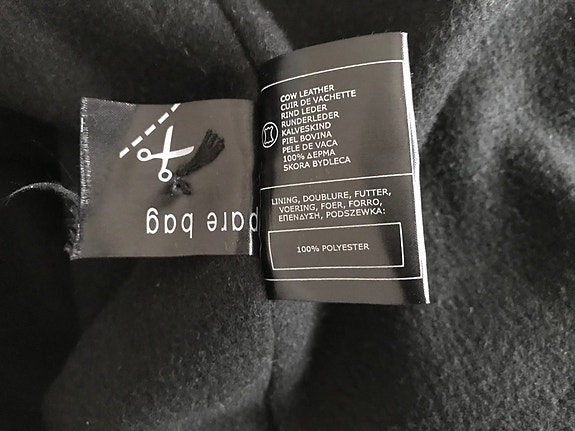 COW LEATHER
CUIR DE VACHETTE
RIND LEDER
RUNDERLEDER
KALVESKIND
PIEL BOVINA
PELE DE VACA
100% ΔΕΡΜΑ
SKORA BYDLECA
LINING, DOUBLURE, FUTTER,
VOERING, FOER, FORRO,
ΕΠΕΝΔΥΣΗ, PODSZEWKA:
100% POLYESTER
pare bag